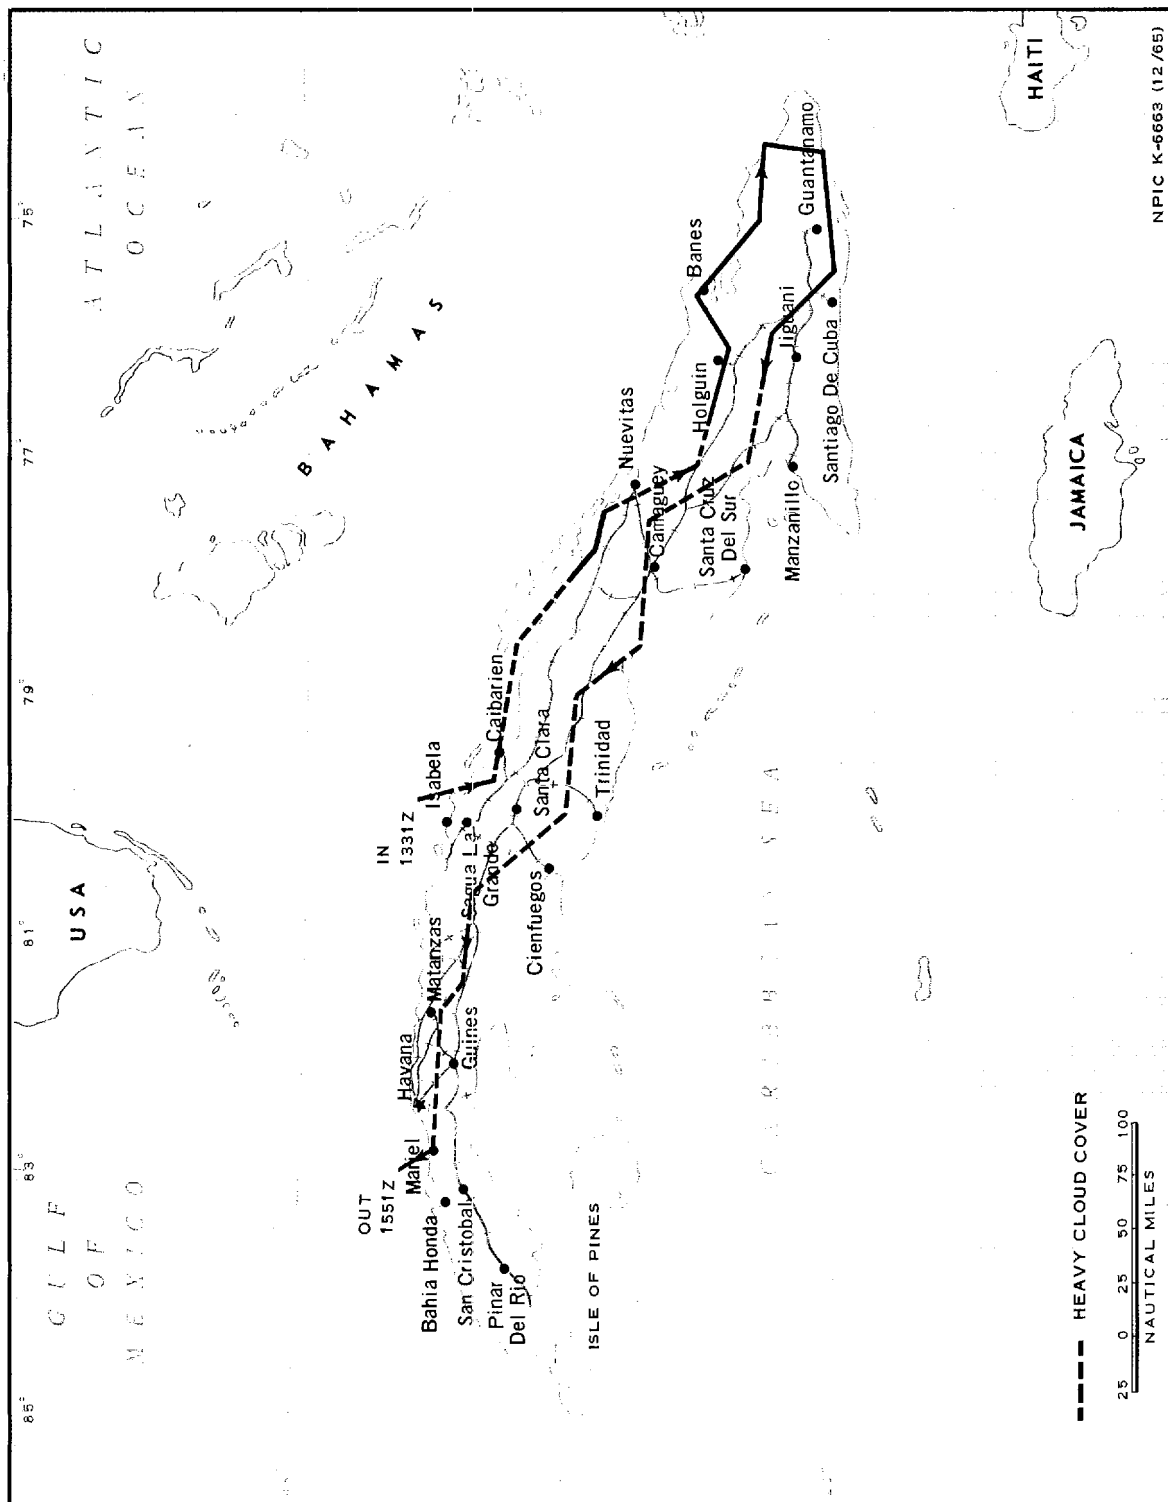 GULF
OF
MEXICO
USA
ATLANTIC
OCEAN
BAHAMAS
85°
83°
81°
79°
77°
75°
OUT
1551Z
IN
1331Z
Mariel
Havana
Matanzas
Guines
Bahia Honda
San Cristobal
Pinar
Del Rio
ISLE OF PINES
Isabela
Sagua La
Grande
Cienfuegos
Caibarien
Santa Clara
Trinidad
Nuevitas
Camaguey
Santa Cruz
Del Sur
Holguin
Banes
Manzanillo
Jiguani
Santiago De Cuba
Guantanamo
CARIBBEAN SEA
JAMAICA
HAITI
HEAVY CLOUD COVER
25 0 25 50 75 100
NAUTICAL MILES
NPIC K-6663 (12/65)